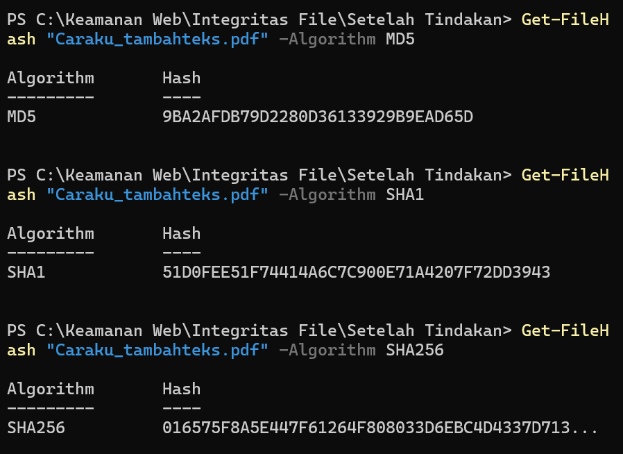 PS C:\Keamanan Web\Integritas File\Setelah Tindakan> Get-FileH
ash "Caraku_tambahteks.pdf" -Algorithm MD5
Algorithm Hash
--------- ----
MD5 9BA2AFDB79D2280D36133929B9EAD65D
PS C:\Keamanan Web\Integritas File\Setelah Tindakan> Get-FileH
ash "Caraku_tambahteks.pdf" -Algorithm SHA1
Algorithm Hash
--------- ----
SHA1 51D0FEE51F74414A6C7C900E71A4207F72DD3943
PS C:\Keamanan Web\Integritas File\Setelah Tindakan> Get-FileH
ash "Caraku_tambahteks.pdf" -Algorithm SHA256
Algorithm Hash
--------- ----
SHA256 016575F8A5E447F61264F808033D6EBC4D4337D713...